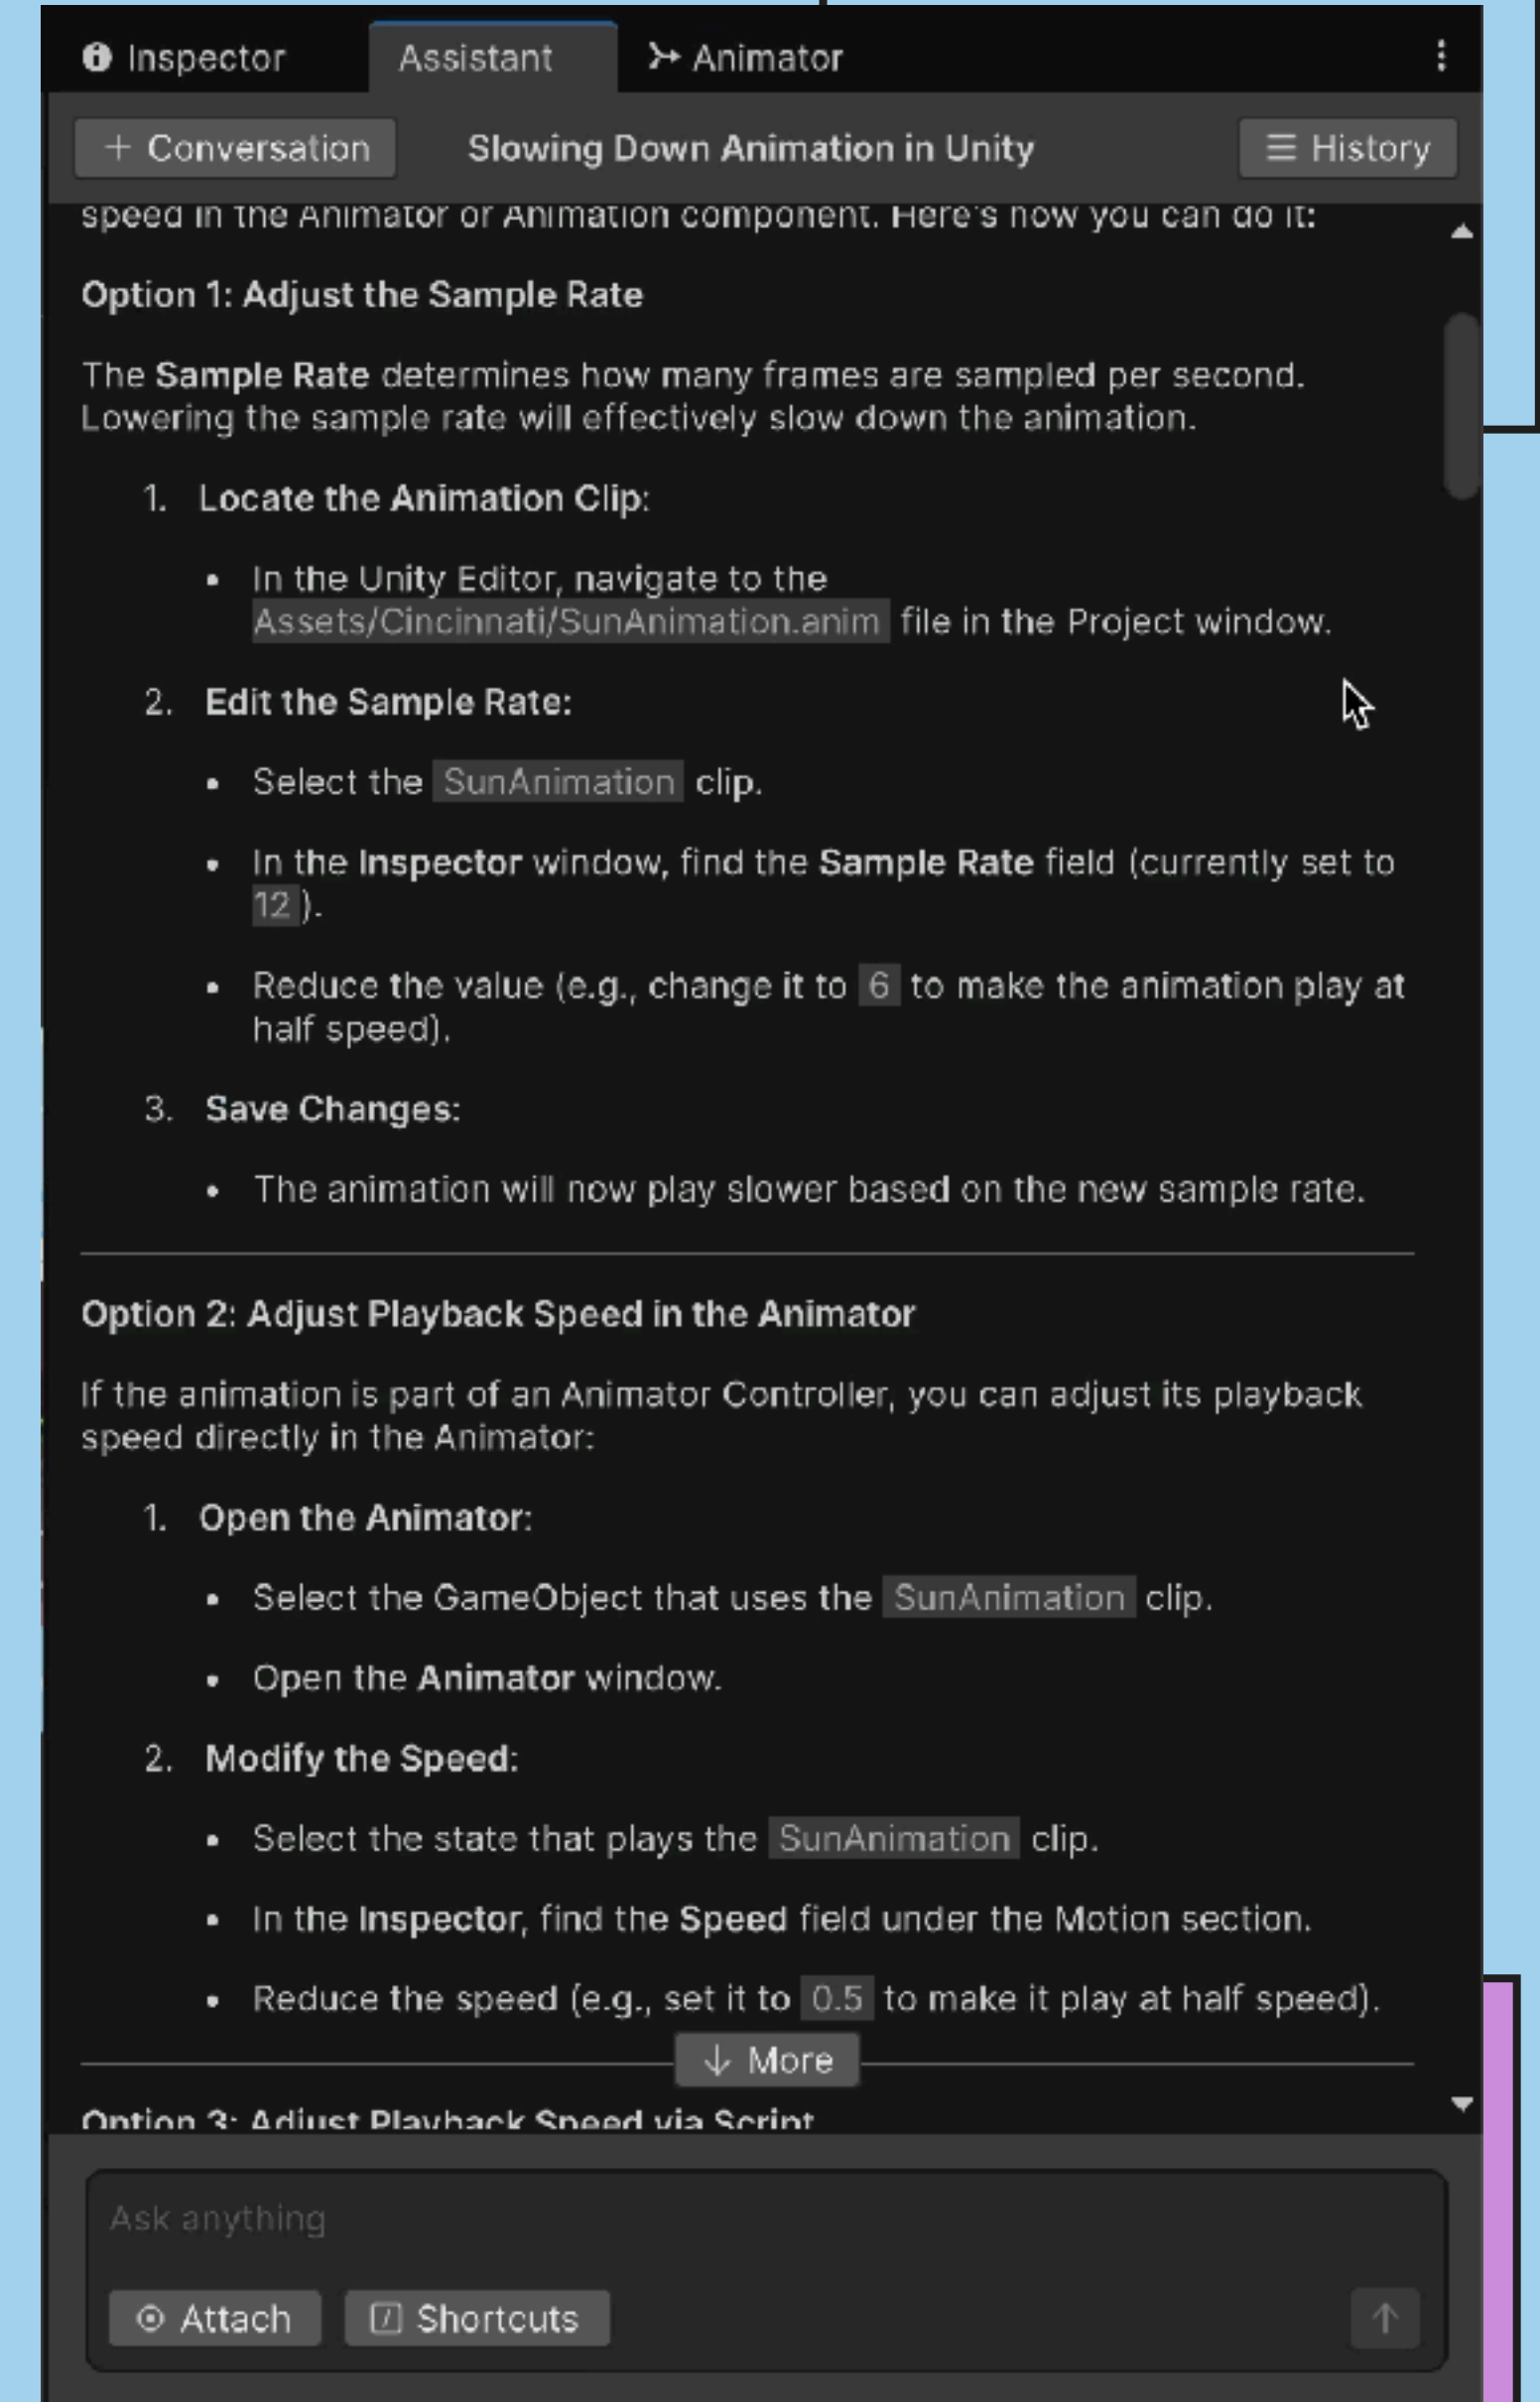 Inspector
Assistant
Animator
+ Conversation
Slowing Down Animation in Unity
History
speed in the Animator or Animation component. Here's how you can do it:
Option 1: Adjust the Sample Rate
The Sample Rate determines how many frames are sampled per second.
Lowering the sample rate will effectively slow down the animation.
1. Locate the Animation Clip:
• In the Unity Editor, navigate to the
Assets/Cincinnati/SunAnimation.anim file in the Project window.
2. Edit the Sample Rate:
• Select the SunAnimation clip.
• In the Inspector window, find the Sample Rate field (currently set to
12 ).
• Reduce the value (e.g., change it to 6 to make the animation play at
half speed).
3. Save Changes:
• The animation will now play slower based on the new sample rate.
Option 2: Adjust Playback Speed in the Animator
If the animation is part of an Animator Controller, you can adjust its playback
speed directly in the Animator:
1. Open the Animator:
• Select the GameObject that uses the SunAnimation clip.
• Open the Animator window.
2. Modify the Speed:
• Select the state that plays the SunAnimation clip.
• In the Inspector, find the Speed field under the Motion section.
• Reduce the speed (e.g., set it to 0.5 to make it play at half speed).
↓ More
Option 3: Adjust Playback Speed via Script
Ask anything
Attach
/ Shortcuts